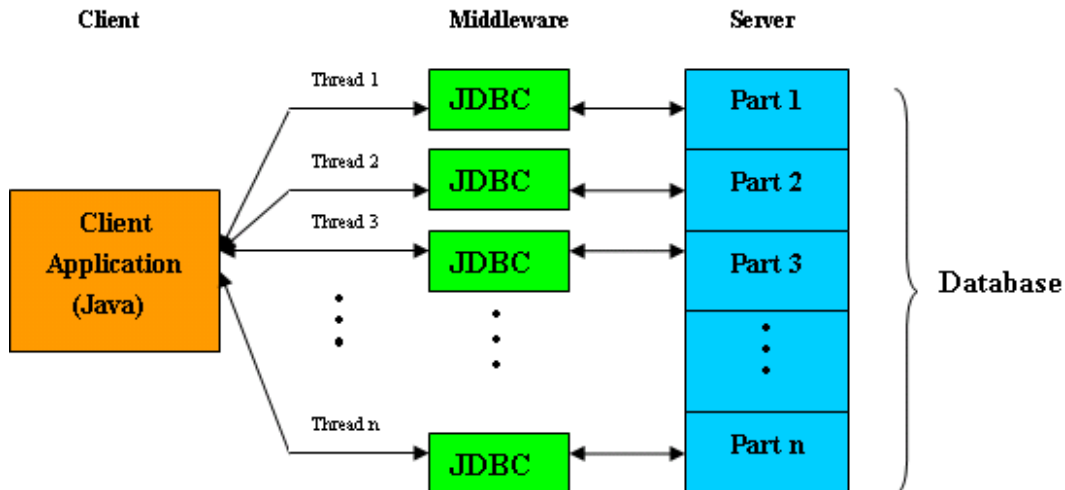 Client
Middleware
Server
Thread 1
JDBC
Part 1
Thread 2
JDBC
Part 2
Client
Application
(Java)
Thread 3
JDBC
Part 3
Database
Thread n
JDBC
Part n